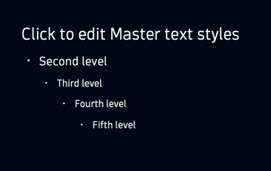 Click to edit Master text styles
• Second level
• Third level
• Fourth level
• Fifth level